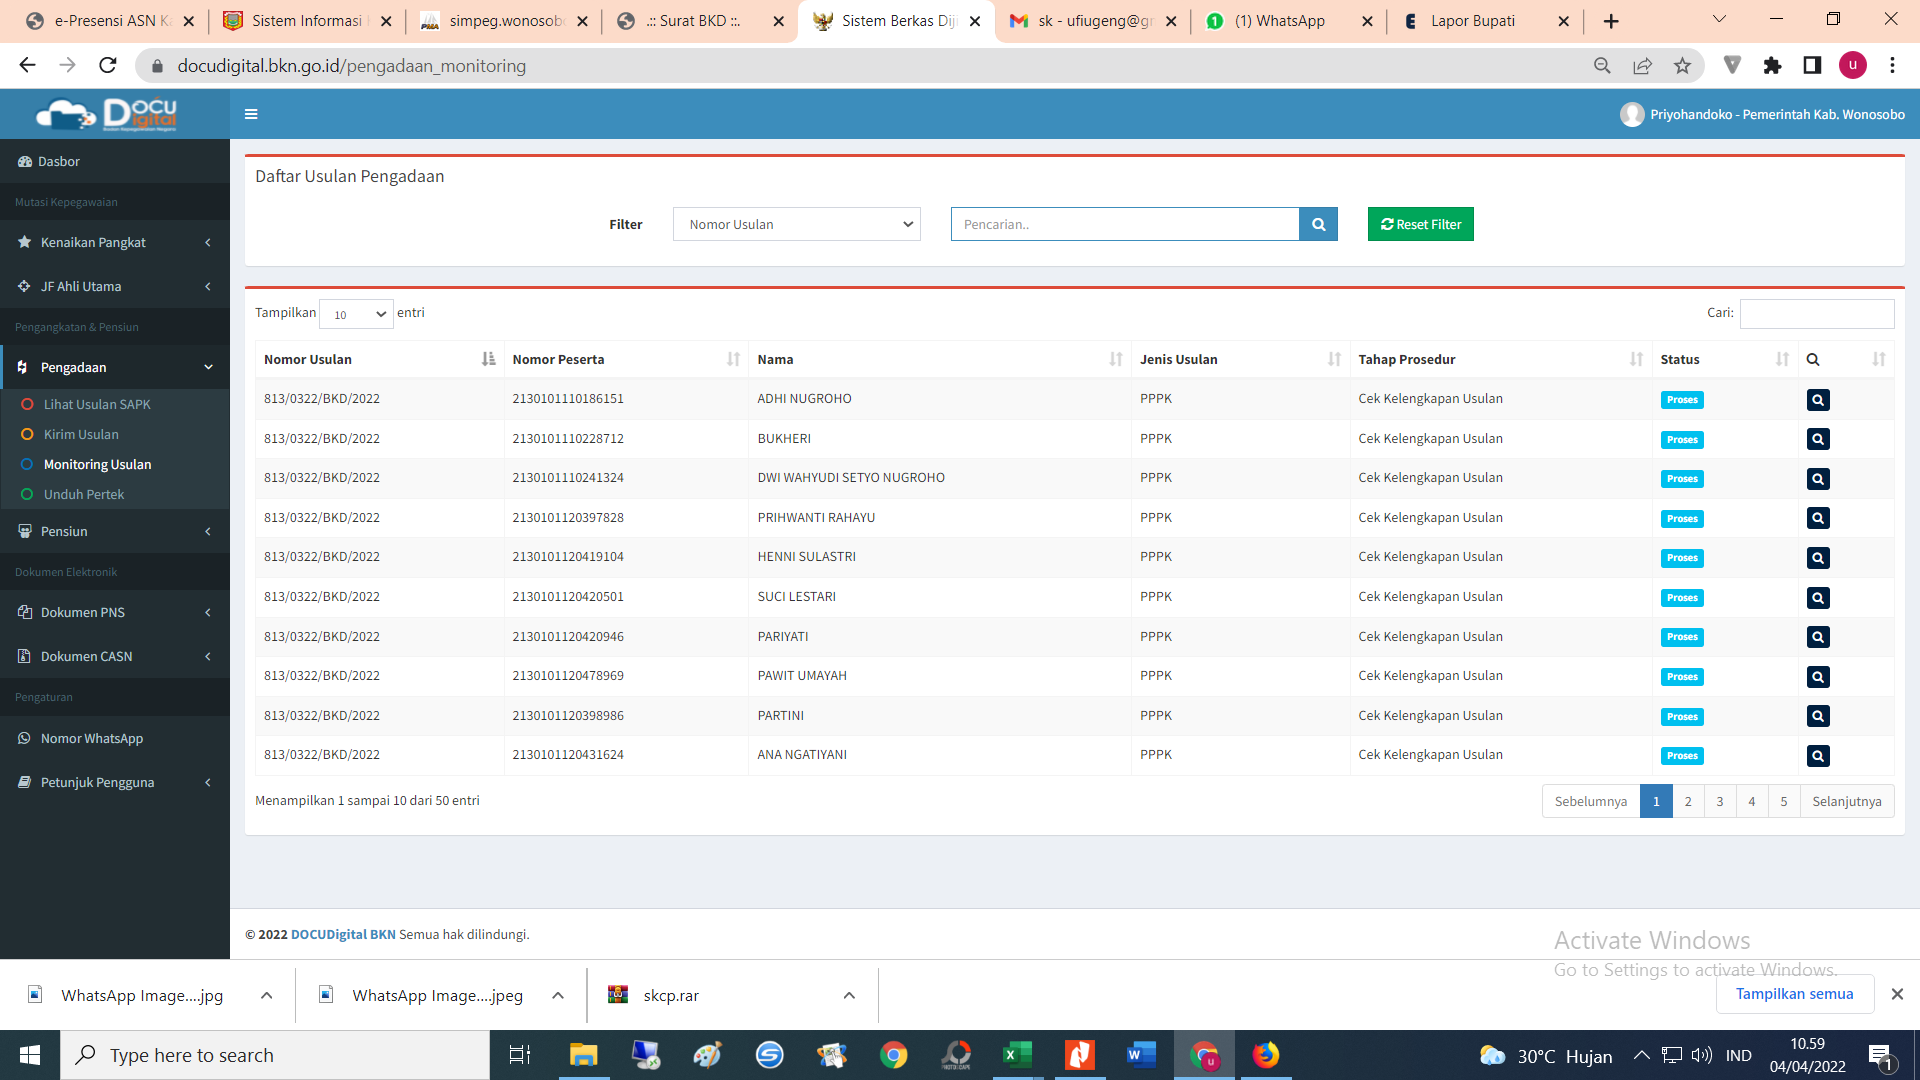 e-Presensi ASN Ka
Sistem Informasi
simpeg.wonosobo
.:: Surat BKD ::.
Sistem Berkas Diji
sk - ufiugeng@gm
(1) WhatsApp
Lapor Bupati
docudigital.bkn.go.id/pengadaan_monitoring
DOCU Digital
Priyohandoko - Pemerintah Kab. Wonosobo
Dasbor
Mutasi Kepegawaian
Kenaikan Pangkat
JF Ahli Utama
Pengangkatan & Pensiun
Pengadaan
Lihat Usulan SAPK
Kirim Usulan
Monitoring Usulan
Unduh Pertek
Pensiun
Dokumen Elektronik
Dokumen PNS
Dokumen CASN
Pengaturan
Nomor WhatsApp
Petunjuk Pengguna
Daftar Usulan Pengadaan
Filter Nomor Usulan Pencarian.. Reset Filter
Tampilkan 10 entri Cari:
Nomor Usulan Nomor Peserta Nama Jenis Usulan Tahap Prosedur Status
813/0322/BKD/2022 2130101110186151 ADHI NUGROHO PPPK Cek Kelengkapan Usulan Proses
813/0322/BKD/2022 2130101110228712 BUKHERI PPPK Cek Kelengkapan Usulan Proses
813/0322/BKD/2022 2130101110241324 DWI WAHYUDI SETYO NUGROHO PPPK Cek Kelengkapan Usulan Proses
813/0322/BKD/2022 2130101120397828 PRIHWANTI RAHAYU PPPK Cek Kelengkapan Usulan Proses
813/0322/BKD/2022 2130101120419104 HENNI SULASTRI PPPK Cek Kelengkapan Usulan Proses
813/0322/BKD/2022 2130101120420501 SUCI LESTARI PPPK Cek Kelengkapan Usulan Proses
813/0322/BKD/2022 2130101120420946 PARIYATI PPPK Cek Kelengkapan Usulan Proses
813/0322/BKD/2022 2130101120478969 PAWIT UMAYAH PPPK Cek Kelengkapan Usulan Proses
813/0322/BKD/2022 2130101120398986 PARTINI PPPK Cek Kelengkapan Usulan Proses
813/0322/BKD/2022 2130101120431624 ANA NGATIYANI PPPK Cek Kelengkapan Usulan Proses
Menampilkan 1 sampai 10 dari 50 entri Sebelumnya 1 2 3 4 5 Selanjutnya
© 2022 DOCUDigital BKN Semua hak dilindungi.
Activate Windows
Go to Settings to activate Windows.
WhatsApp Image....jpg
WhatsApp Image....jpeg
skcp.rar
Tampilkan semua
Type here to search
30°C Hujan
IND
10.59
04/04/2022
1